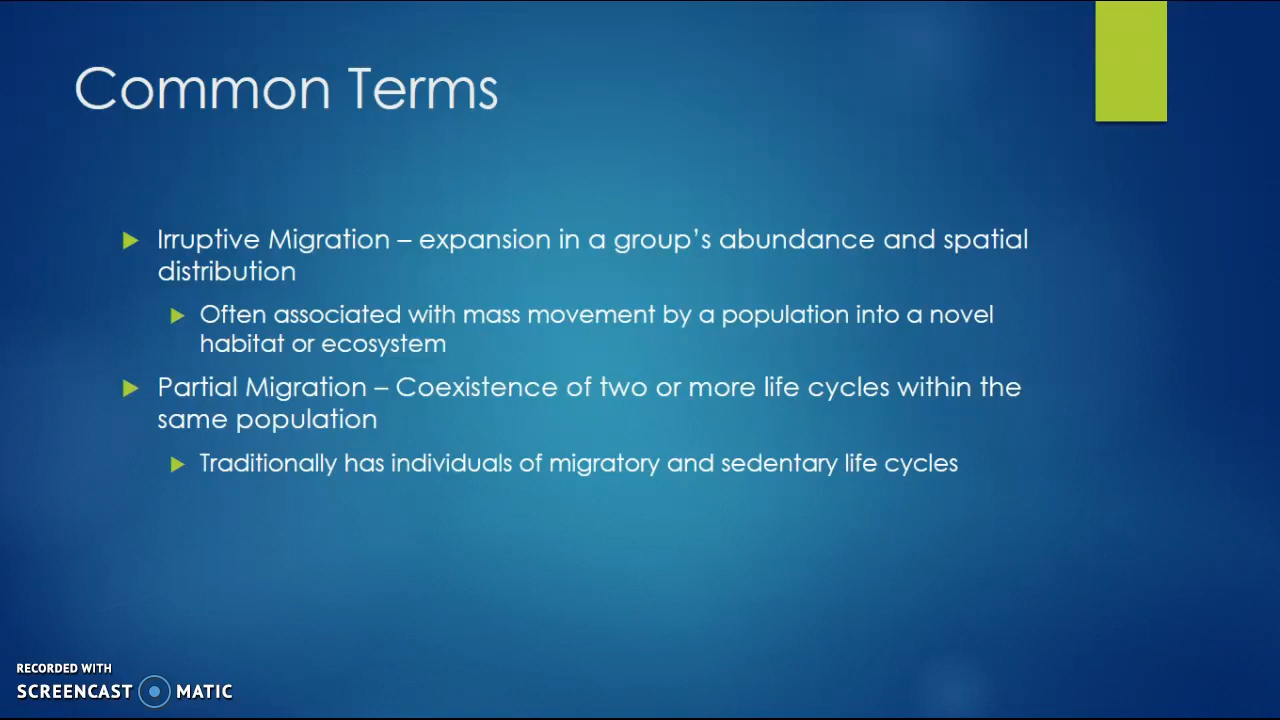 Common Terms
Irruptive Migration – expansion in a group's abundance and spatial
distribution
Often associated with mass movement by a population into a novel
habitat or ecosystem
Partial Migration – Coexistence of two or more life cycles within the
same population
Traditionally has individuals of migratory and sedentary life cycles
RECORDED WITH
SCREENCAST MATIC